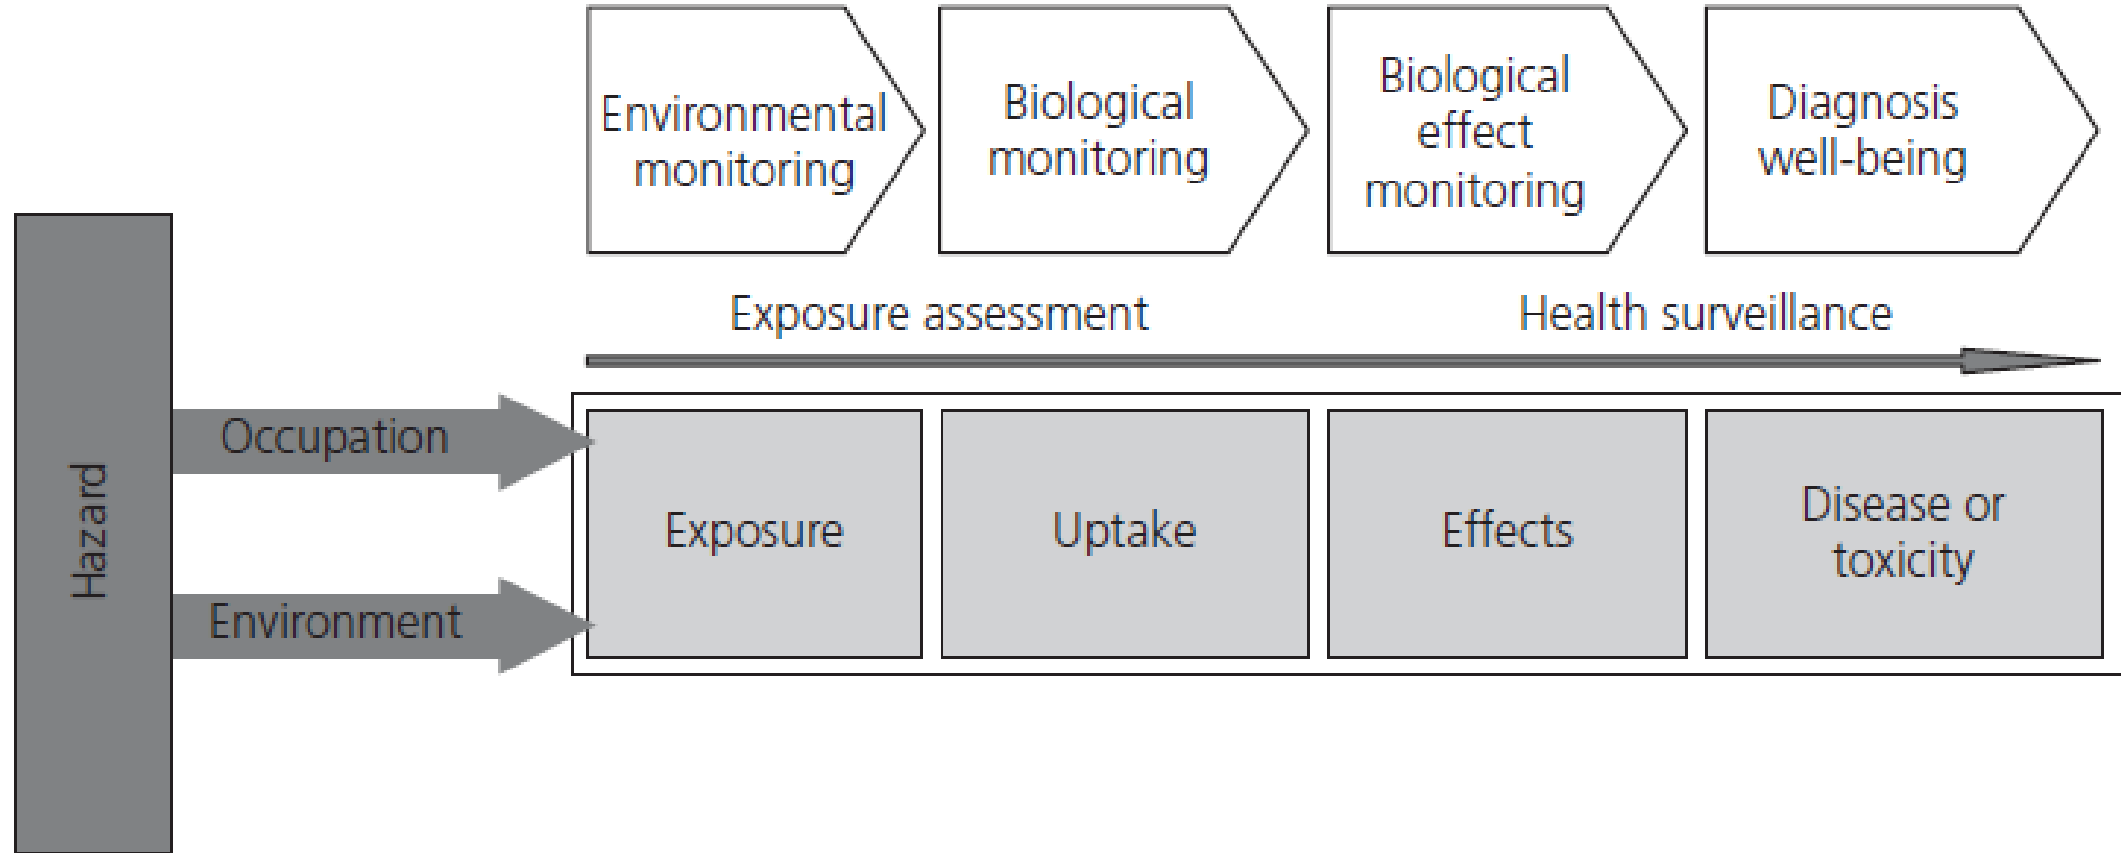 Environmental
monitoring
Biological
monitoring
Biological
effect
monitoring
Diagnosis
well-being
Exposure assessment
Health surveillance
Hazard
Occupation
Environment
Exposure
Uptake
Effects
Disease or
toxicity